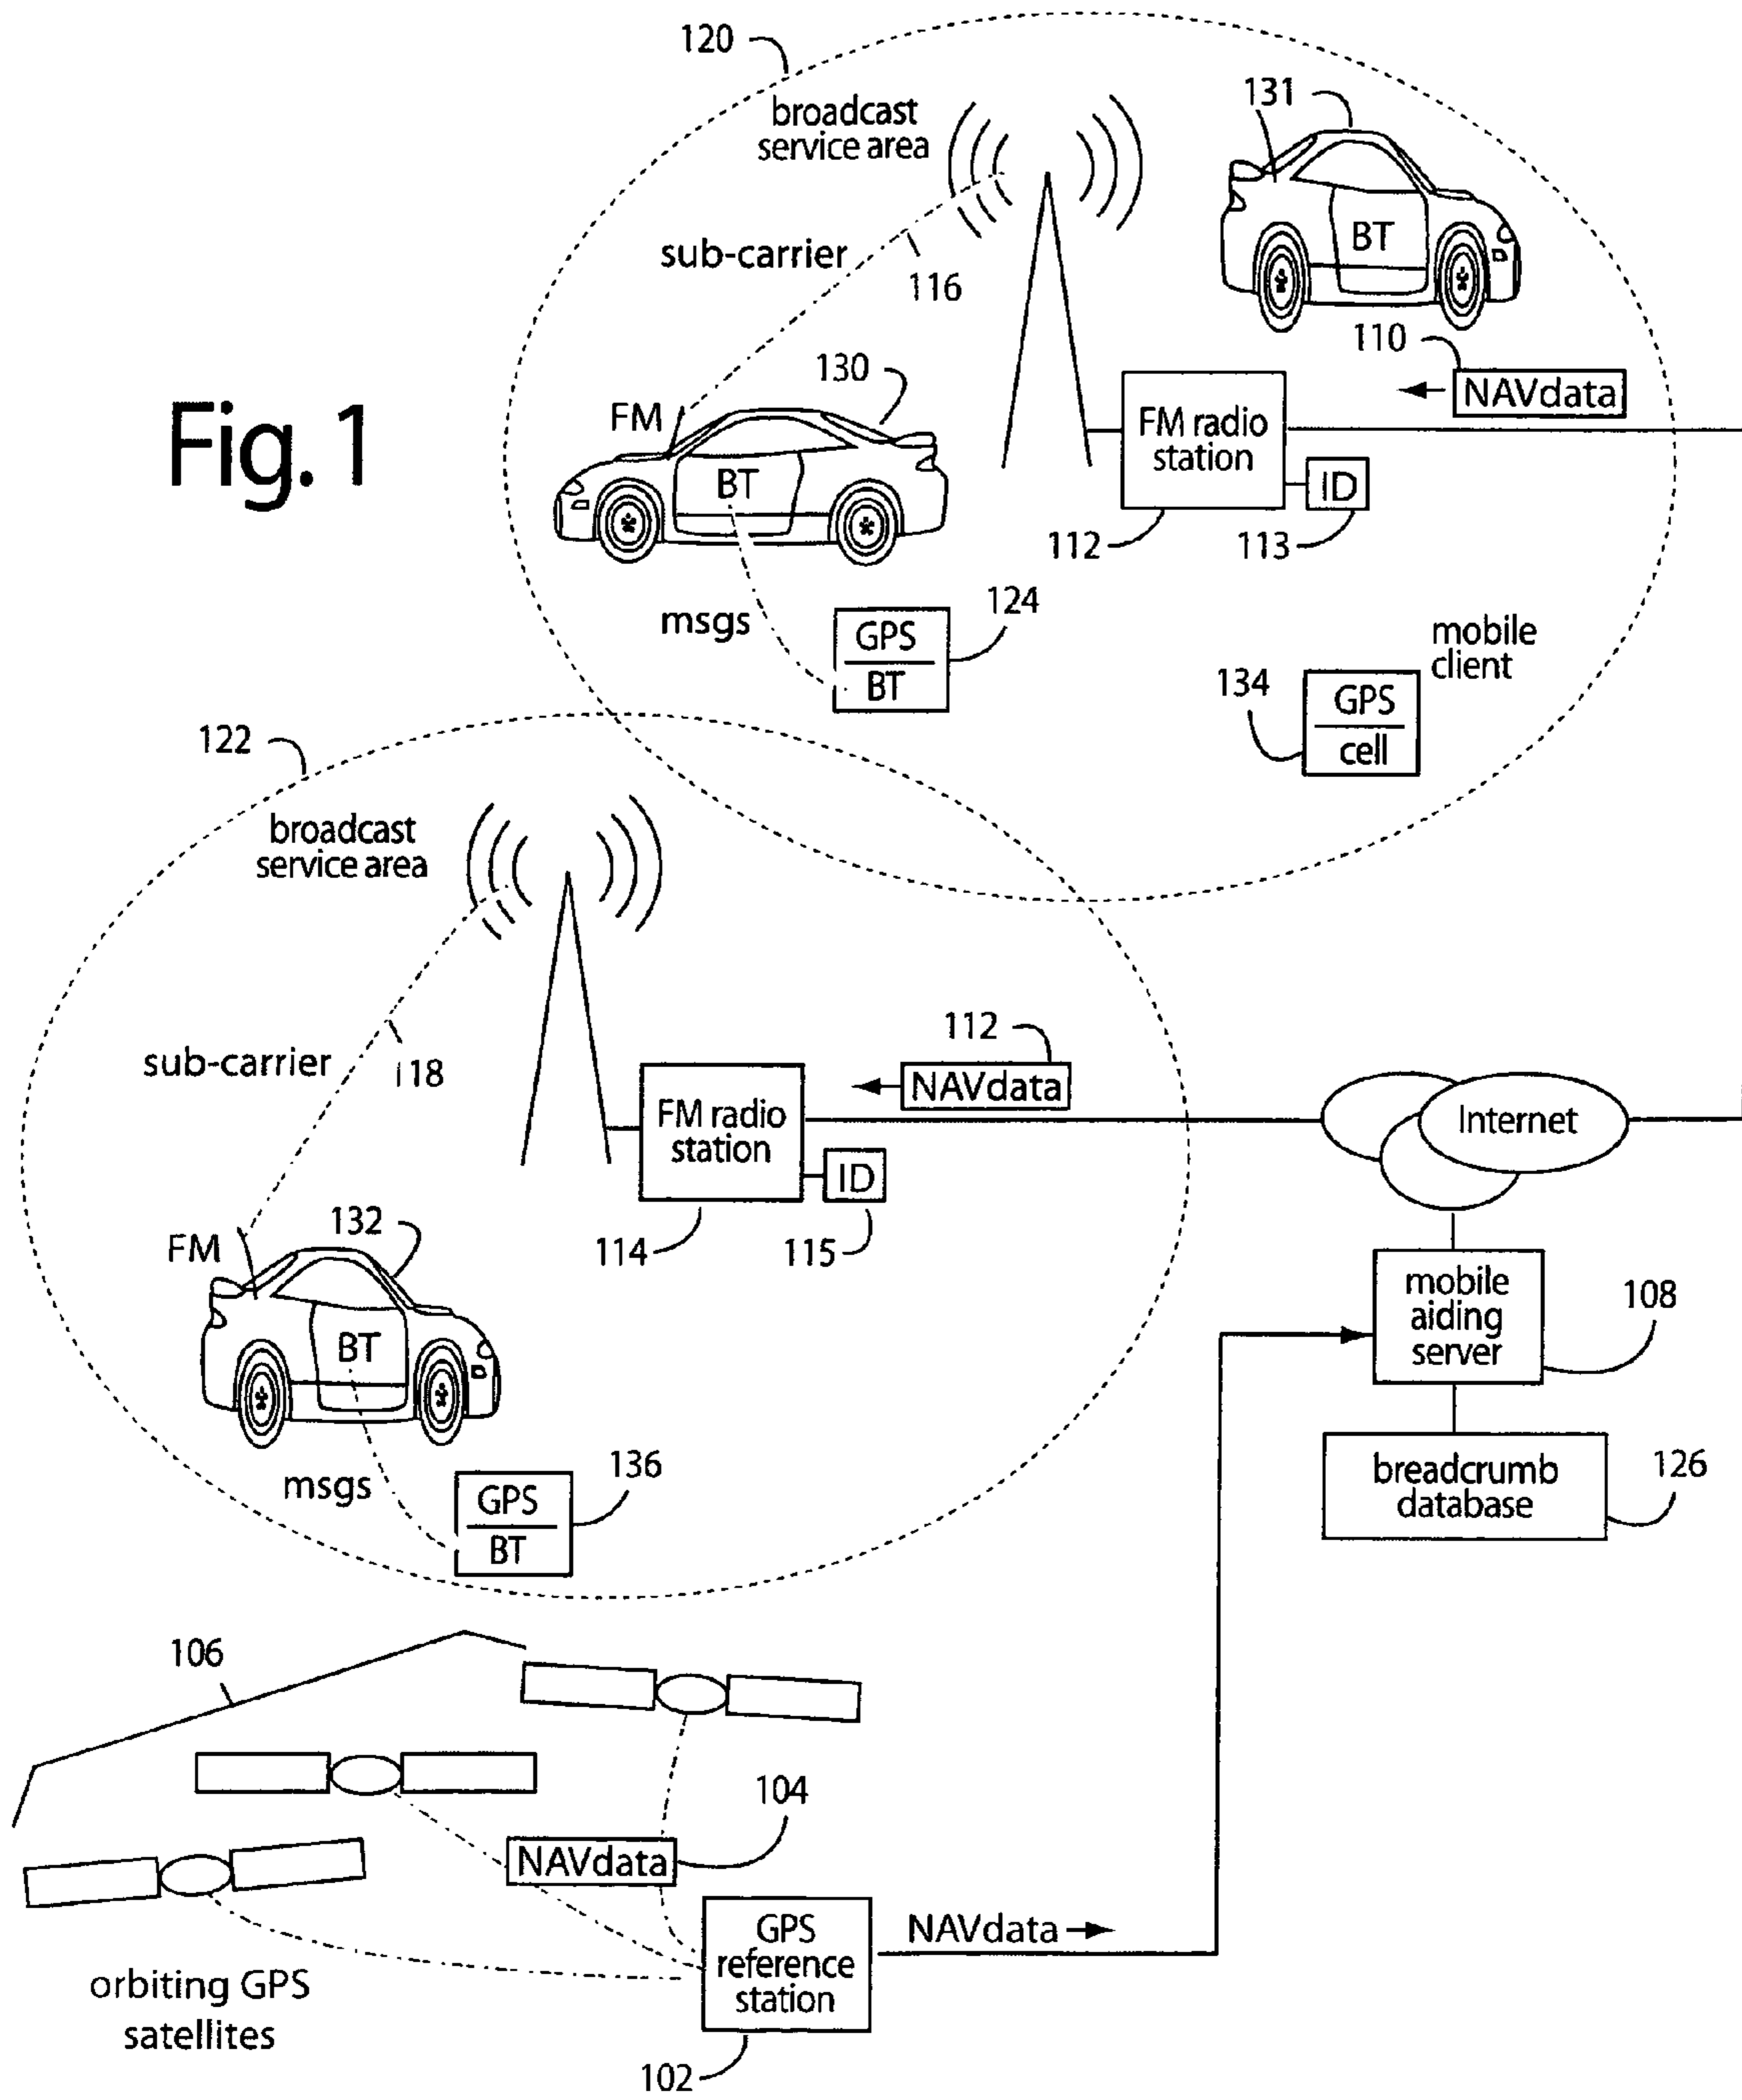 120
broadcast
service area
131
sub-carrier
116
BT
110
NAVdata
Fig. 1
FM
130
BT
FM radio
station
ID
112
113
msgs
124
GPS
BT
mobile
client
134
GPS
cell
122
broadcast
service area
sub-carrier
118
112
NAVdata
FM radio
station
ID
114
115
Internet
FM
132
BT
mobile
aiding
server
108
msgs
136
GPS
BT
breadcrumb
database
126
106
104
NAVdata
GPS
reference
station
NAVdata
orbiting GPS
satellites
102